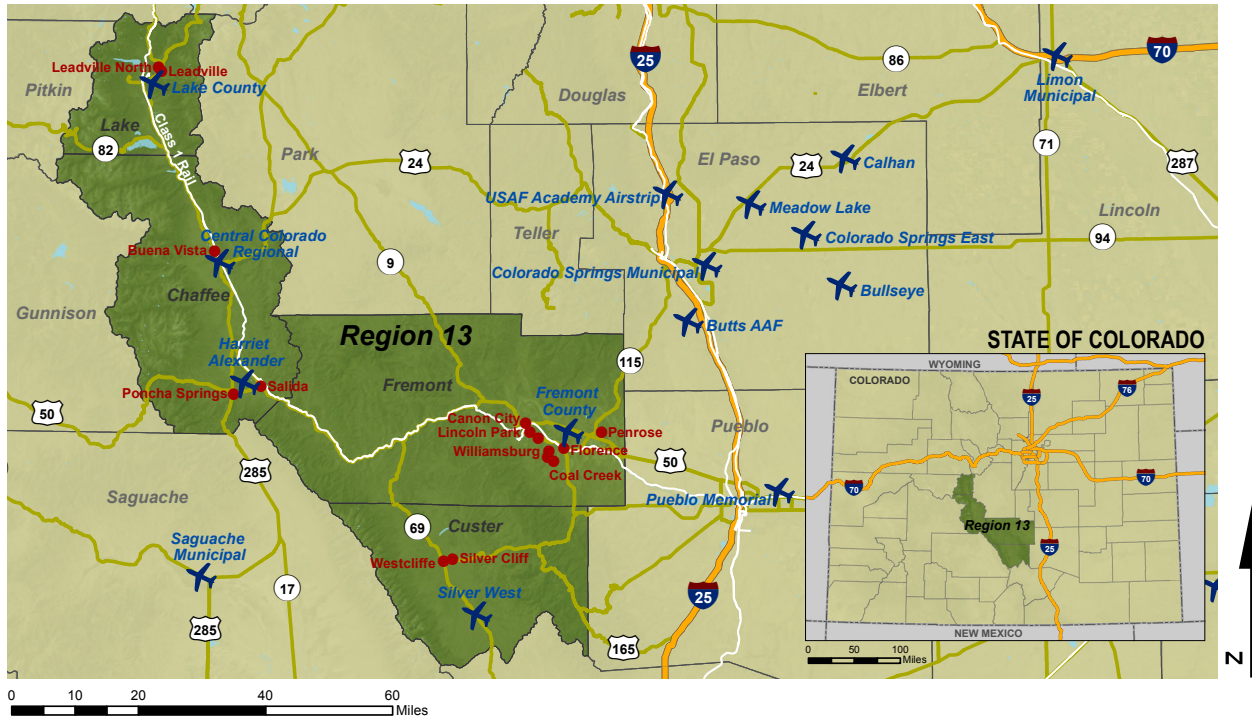 25
86
70
Limon
Municipal
Leadville North
Leadville
Lake County
Pitkin
Douglas
Elbert
Lake
Class 1 Rail
82
Park
24
El Paso
24
Calhan
71
287
USAF Academy Airstrip
Meadow Lake
Lincoln
Teller
Colorado Springs East
94
Buena Vista
Central Colorado
Regional
9
Colorado Springs Municipal
Chaffee
Bullseye
Gunnison
Region 13
Butts AAF
STATE OF COLORADO
Harriet
Alexander
115
WYOMING
COLORADO
25
76
Poncha Springs
Salida
Fremont
50
Fremont
County
Canon City
Lincoln Park
Penrose
Pueblo
Williamsburg
Florence
50
Coal Creek
285
70
70
Saguache
Pueblo Memorial
Region 13
69
Custer
25
Saguache
Municipal
Westcliffe
Silver Cliff
17
Silver West
25
285
165
NEW MEXICO
0 50 100
Miles
N
0 10 20 40 60
Miles